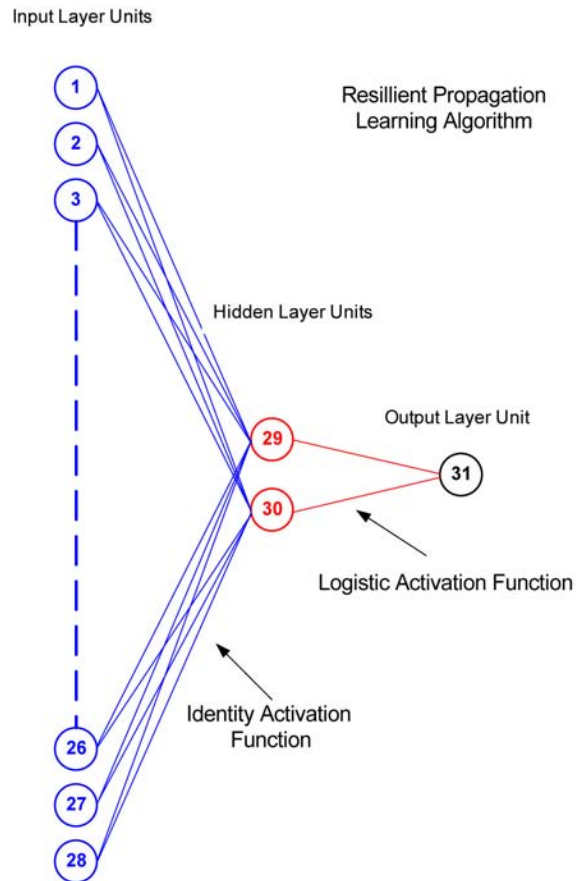 Input Layer Units
1
Resillient Propagation
Learning Algorithm
2
3
Hidden Layer Units
29
Output Layer Unit
31
30
Logistic Activation Function
Identity Activation
Function
26
27
28